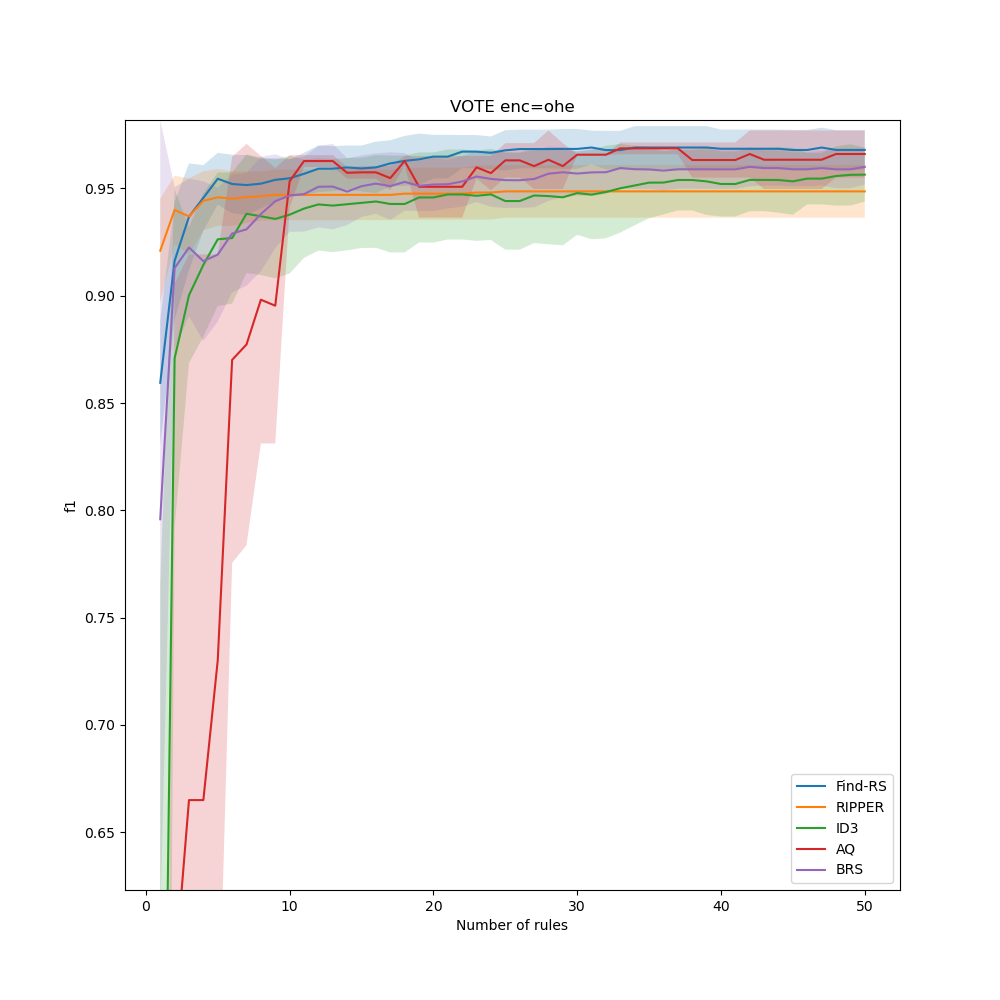 VOTE enc=ohe
f1
0.95
0.90
0.85
0.80
0.75
0.70
0.65
0 10 20 30 40 50
Number of rules
Find-RS
RIPPER
ID3
AQ
BRS